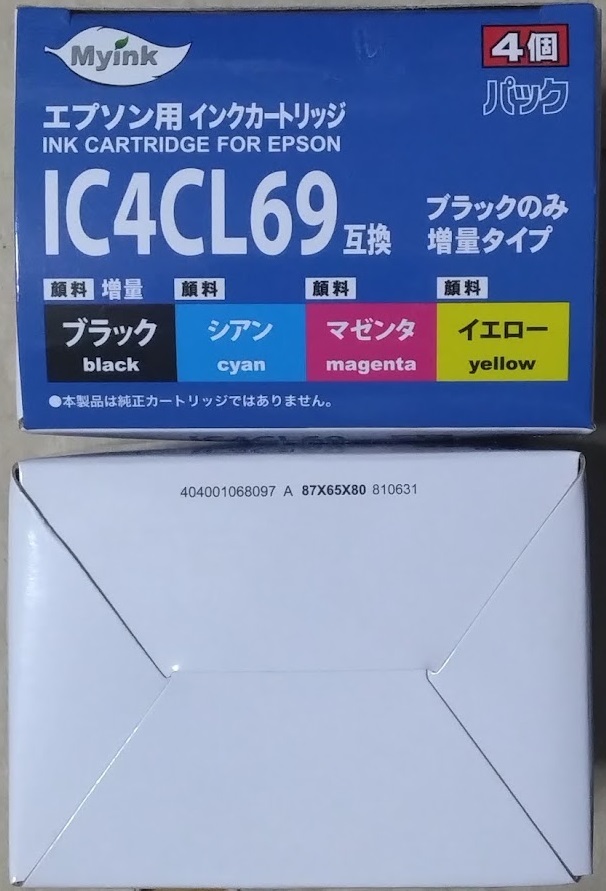 Myink
4個
パック
エプソン用 インクカートリッジ
INK CARTRIDGE FOR EPSON
IC4CL69互換
ブラックのみ
増量タイプ
顔料 増量 顔料 顔料 顔料
ブラック シアン マゼンタ イエロー
black cyan magenta yellow
●本製品は純正カートリッジではありません。
IC4CL69
404001068097 A 87X65X80 810631